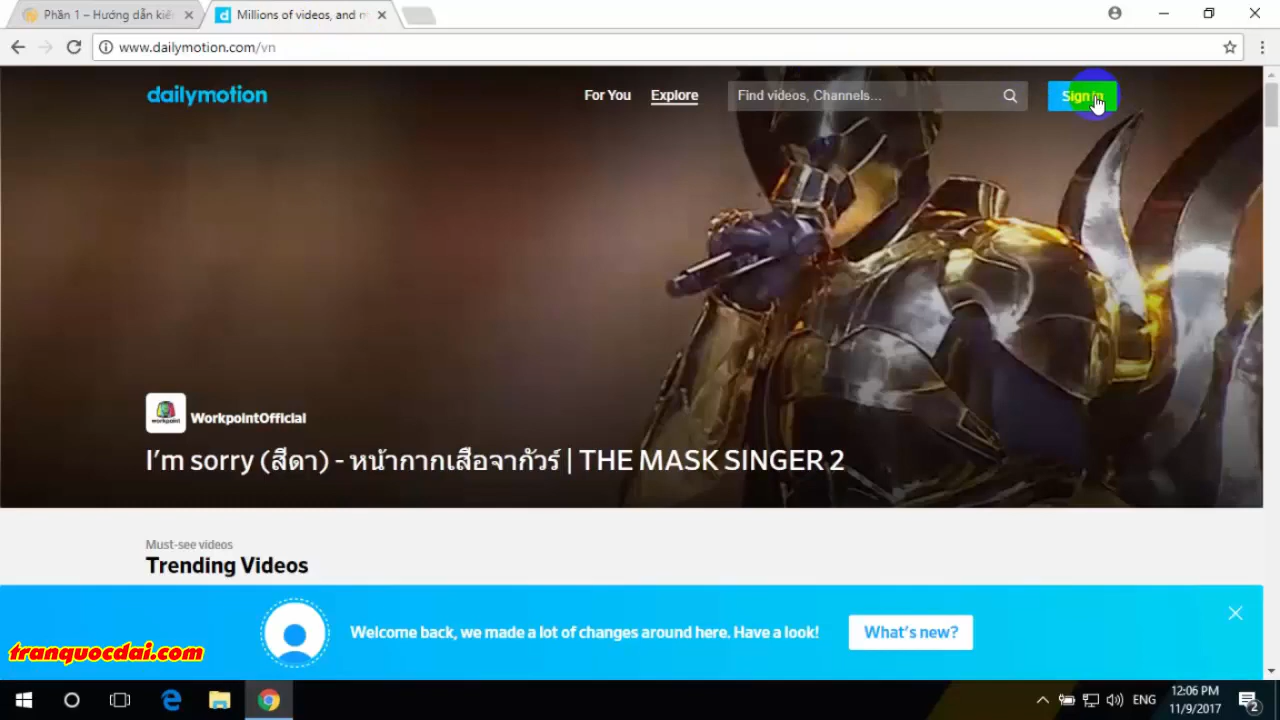 Phần 1 – Hướng dẫn kiế
Millions of videos, and m
www.dailymotion.com/vn
dailymotion
For You
Explore
Find videos, Channels...
Sign in
workpoint
WorkpointOfficial
I'm sorry (สีดา) - หน้ากากเสือจากัวร์ | THE MASK SINGER 2
Must-see videos
Trending Videos
Welcome back, we made a lot of changes around here. Have a look!
What's new?
tranquocdai.com
ENG
12:06 PM
11/9/2017
2